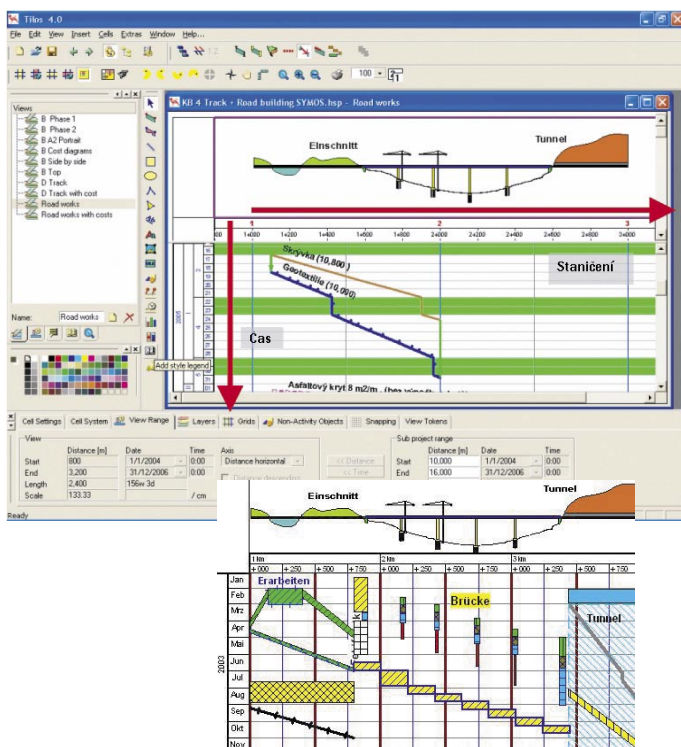 Tilos 4.0
File Edit View Insert Cells Extras Window Help...
100
Views
B Phase 1
B Phase 2
B A2 Portrait
B Cost diagrams
B Side by side
B Top
D Track
D Track with cost
Road works
Road works with costs
Name: Road works
Add style legend
KB 4 Track - Road building SYMOS.hsp - Road works
Einschnitt
Tunnel
1 2 3
1+000 1+200 1+400 1+600 1+800 2+000 2+200 2+400 2+600 2+800 3+000
Skrývka (10,800 )
Geotextilie (10,000)
Staničení
Čas
2005
Asfaltový kryt 8 m2/m
Cell Settings Cell System View Range Layers Grids Non-Activity Objects Snapping View Tokens
View
Distance [m] Date Time
Start 800 1/1/2004 0:00
End 3,200 31/12/2006 0:00
Length 2,400 156w 3d
Scale 133.33 / cm
Axis
Distance horizontal
Distance descending
<< Distance
<< Time
Sub project range
Distance [m] Date Time
Start 10,000 1/1/2004 0:00
End 16,000 31/12/2006 0:00
Ready
Einschnitt
Tunnel
1 km 2 km 3 km
+ 000 + 250 + 500 + 750 + 000 + 250 + 500 + 750 + 000 + 250 + 500 + 750
2003
Jan
Feb
Mrz
Apr
Mai
Jun
Jul
Aug
Sep
Okt
Nov
Erarbeiten
Brücke
Tunnel